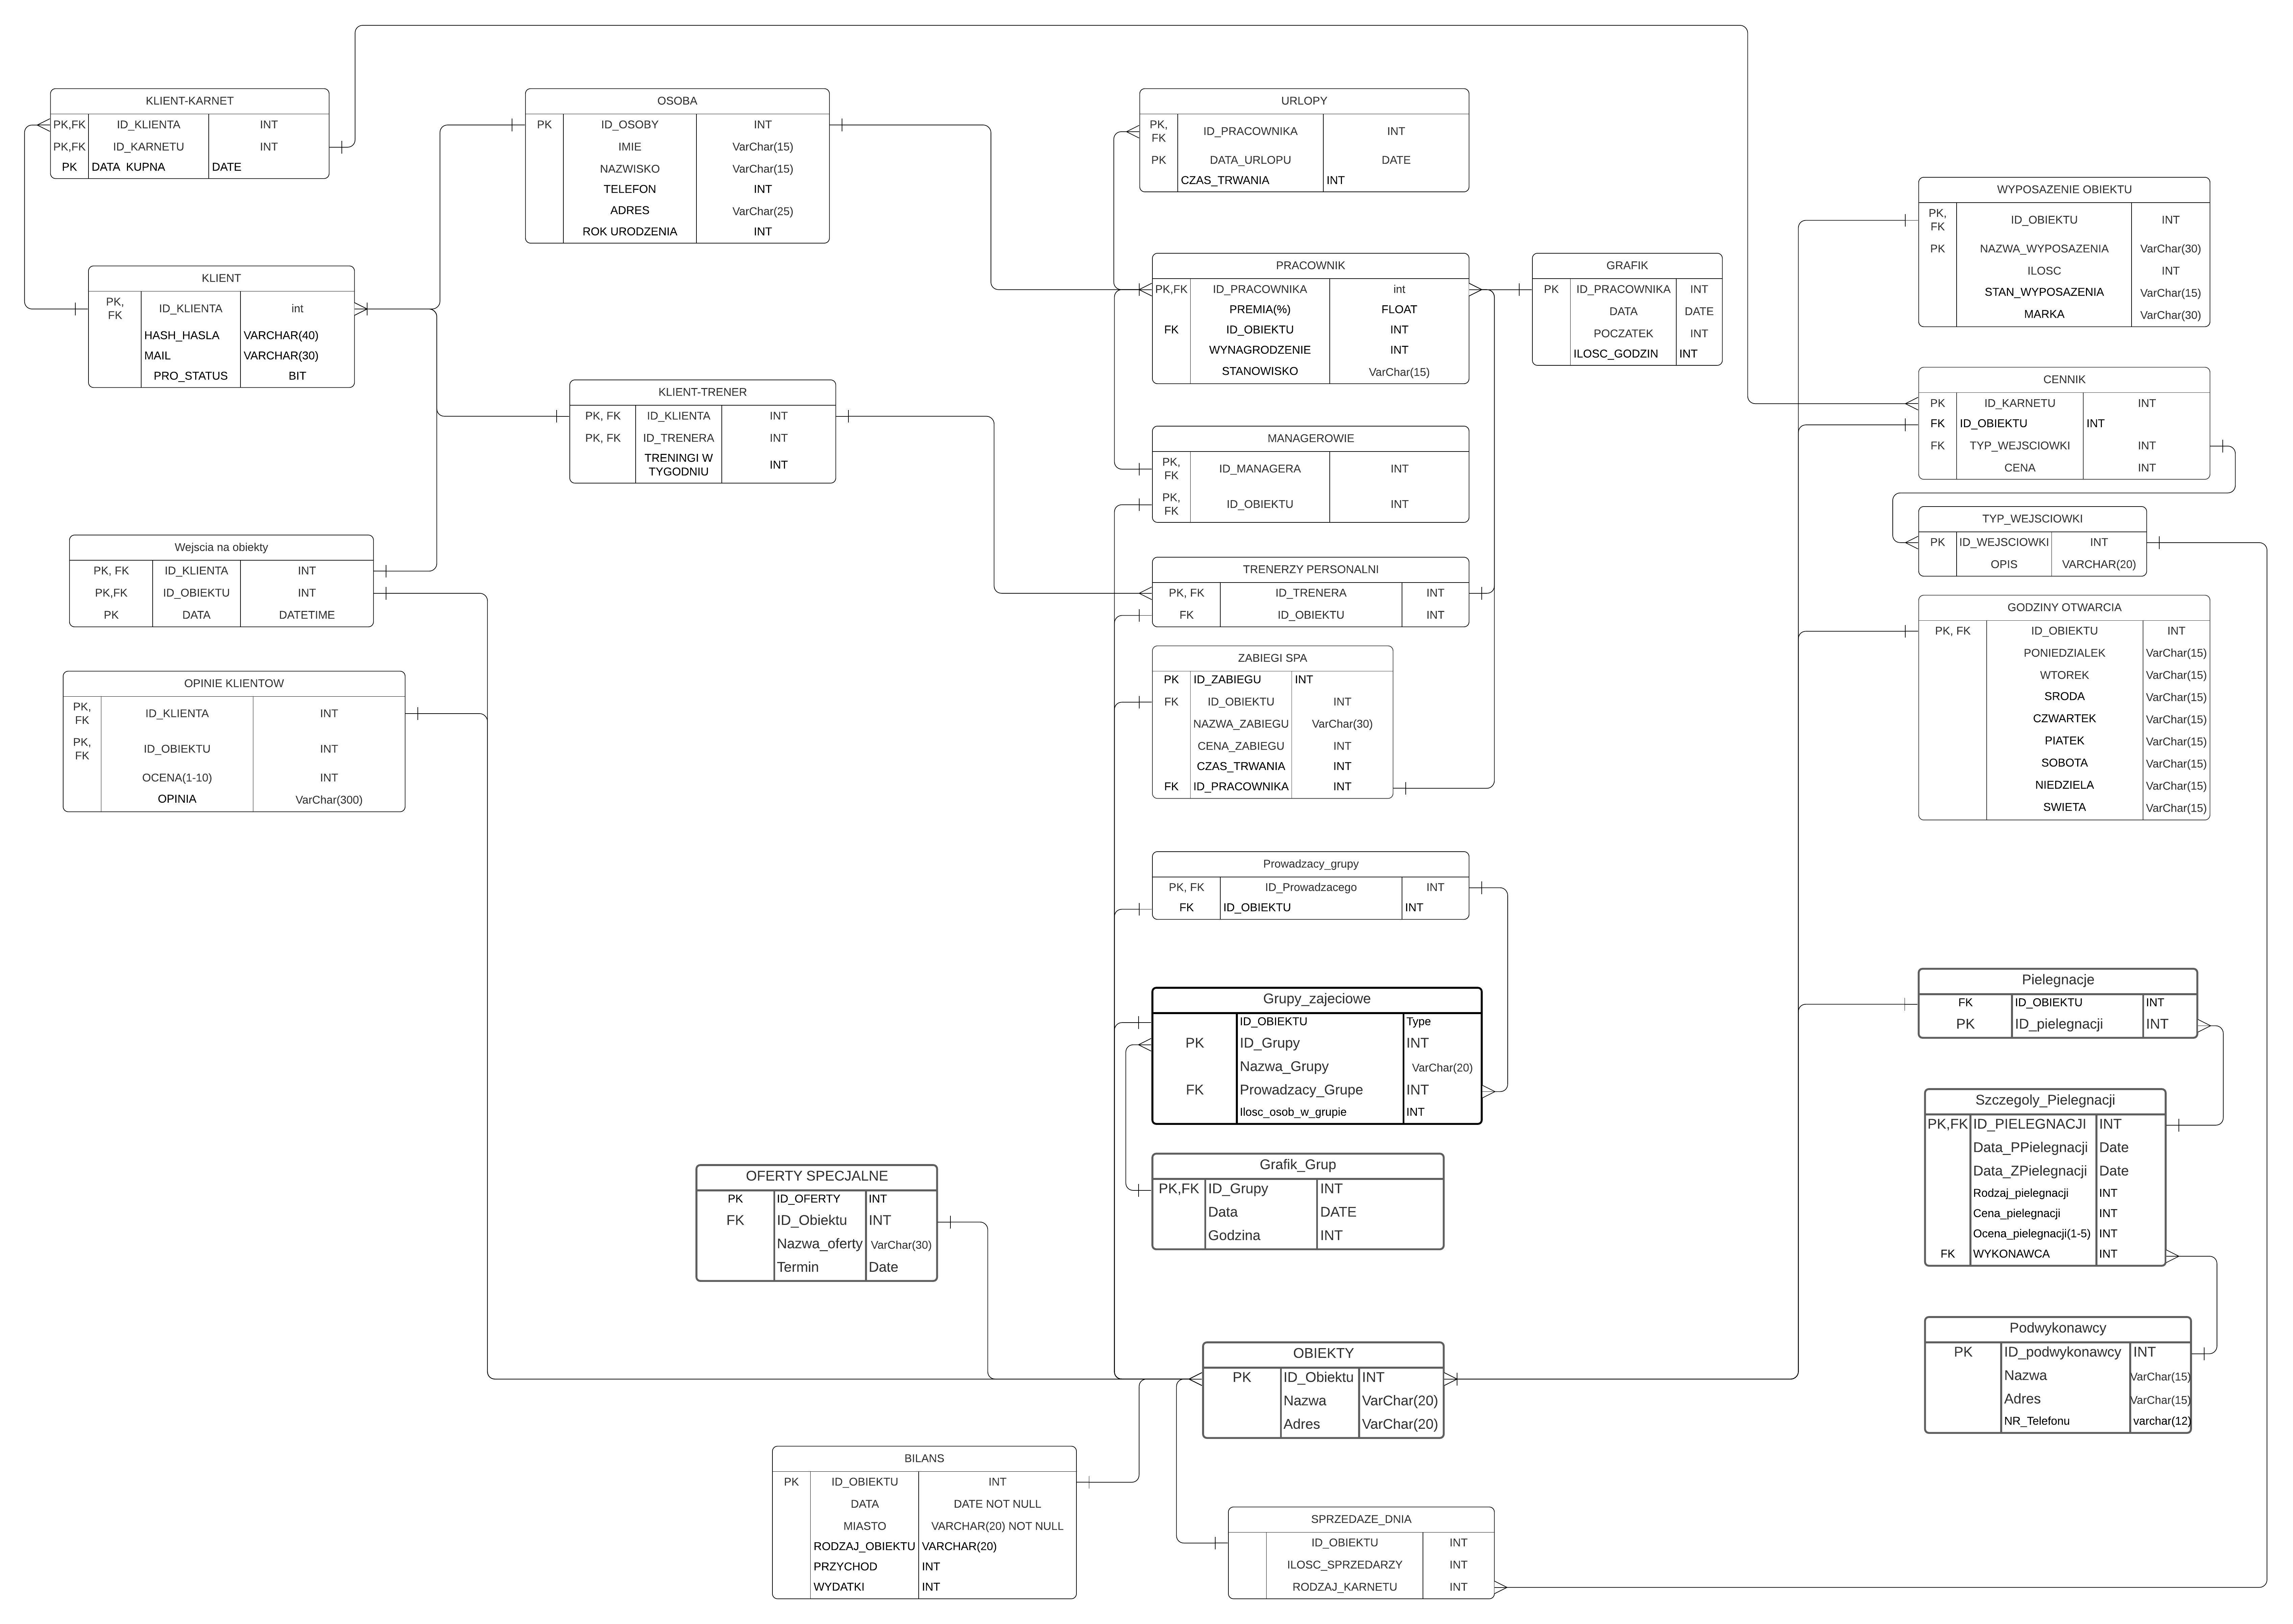 KLIENT-KARNET
PK,FK ID_KLIENTA INT
PK,FK ID_KARNETU INT
PK DATA KUPNA DATE
OSOBA
PK ID_OSOBY INT
IMIE VarChar(15)
NAZWISKO VarChar(15)
TELEFON INT
ADRES VarChar(25)
ROK URODZENIA INT
URLOPY
PK,
FK ID_PRACOWNIKA INT
PK DATA_URLOPU DATE
CZAS_TRWANIA INT
WYPOSAZENIE OBIEKTU
PK,
FK ID_OBIEKTU INT
PK NAZWA_WYPOSAZENIA VarChar(30)
ILOSC INT
STAN_WYPOSAZENIA VarChar(15)
MARKA VarChar(30)
KLIENT
PK,
FK ID_KLIENTA int
HASH_HASLA VARCHAR(40)
MAIL VARCHAR(30)
PRO_STATUS BIT
PRACOWNIK
PK,FK ID_PRACOWNIKA int
PREMIA(%) FLOAT
FK ID_OBIEKTU INT
WYNAGRODZENIE INT
STANOWISKO VarChar(15)
GRAFIK
PK ID_PRACOWNIKA INT
DATA DATE
POCZATEK INT
ILOSC_GODZIN INT
KLIENT-TRENER
PK, FK ID_KLIENTA INT
PK, FK ID_TRENERA INT
TRENINGI W
TYGODNIU INT
MANAGEROWIE
PK,
FK ID_MANAGERA INT
PK,
FK ID_OBIEKTU INT
CENNIK
PK ID_KARNETU INT
FK ID_OBIEKTU INT
FK TYP_WEJSCIOWKI INT
CENA INT
TYP_WEJSCIOWKI
PK ID_WEJSCIOWKI INT
OPIS VARCHAR(20)
Wejscia na obiekty
PK, FK ID_KLIENTA INT
PK,FK ID_OBIEKTU INT
PK DATA DATETIME
TRENERZY PERSONALNI
PK, FK ID_TRENERA INT
FK ID_OBIEKTU INT
GODZINY OTWARCIA
PK, FK ID_OBIEKTU INT
PONIEDZIALEK VarChar(15)
WTOREK VarChar(15)
SRODA VarChar(15)
CZWARTEK VarChar(15)
PIATEK VarChar(15)
SOBOTA VarChar(15)
NIEDZIELA VarChar(15)
SWIETA VarChar(15)
OPINIE KLIENTOW
PK,
FK ID_KLIENTA INT
PK,
FK ID_OBIEKTU INT
OCENA(1-10) INT
OPINIA VarChar(300)
ZABIEGI SPA
PK ID_ZABIEGU INT
FK ID_OBIEKTU INT
NAZWA_ZABIEGU VarChar(30)
CENA_ZABIEGU INT
CZAS_TRWANIA INT
FK ID_PRACOWNIKA INT
Prowadzacy_grupy
PK, FK ID_Prowadzacego INT
FK ID_OBIEKTU INT
Grupy_zajeciowe
ID_OBIEKTU Type
PK ID_Grupy INT
Nazwa_Grupy VarChar(20)
FK Prowadzacy_Grupe INT
Ilosc_osob_w_grupie INT
Pielegnacje
FK ID_OBIEKTU INT
PK ID_pielegnacji INT
Szczegoly_Pielegnacji
PK,FK ID_PIELEGNACJI INT
Data_PPielegnacji Date
Data_ZPielegnacji Date
Rodzaj_pielegnacji INT
Cena_pielegnacji INT
Ocena_pielegnacji(1-5) INT
FK WYKONAWCA INT
Grafik_Grup
PK,FK ID_Grupy INT
Data DATE
Godzina INT
OFERTY SPECJALNE
PK ID_OFERTY INT
FK ID_Obiektu INT
Nazwa_oferty VarChar(30)
Termin Date
Podwykonawcy
PK ID_podwykonawcy INT
Nazwa VarChar(15)
Adres VarChar(15)
NR_Telefonu varchar(12)
OBIEKTY
PK ID_Obiektu INT
Nazwa VarChar(20)
Adres VarChar(20)
BILANS
PK ID_OBIEKTU INT
DATA DATE NOT NULL
MIASTO VARCHAR(20) NOT NULL
RODZAJ_OBIEKTU VARCHAR(20)
PRZYCHOD INT
WYDATKI INT
SPRZEDAZE_DNIA
ID_OBIEKTU INT
ILOSC_SPRZEDARZY INT
RODZAJ_KARNETU INT